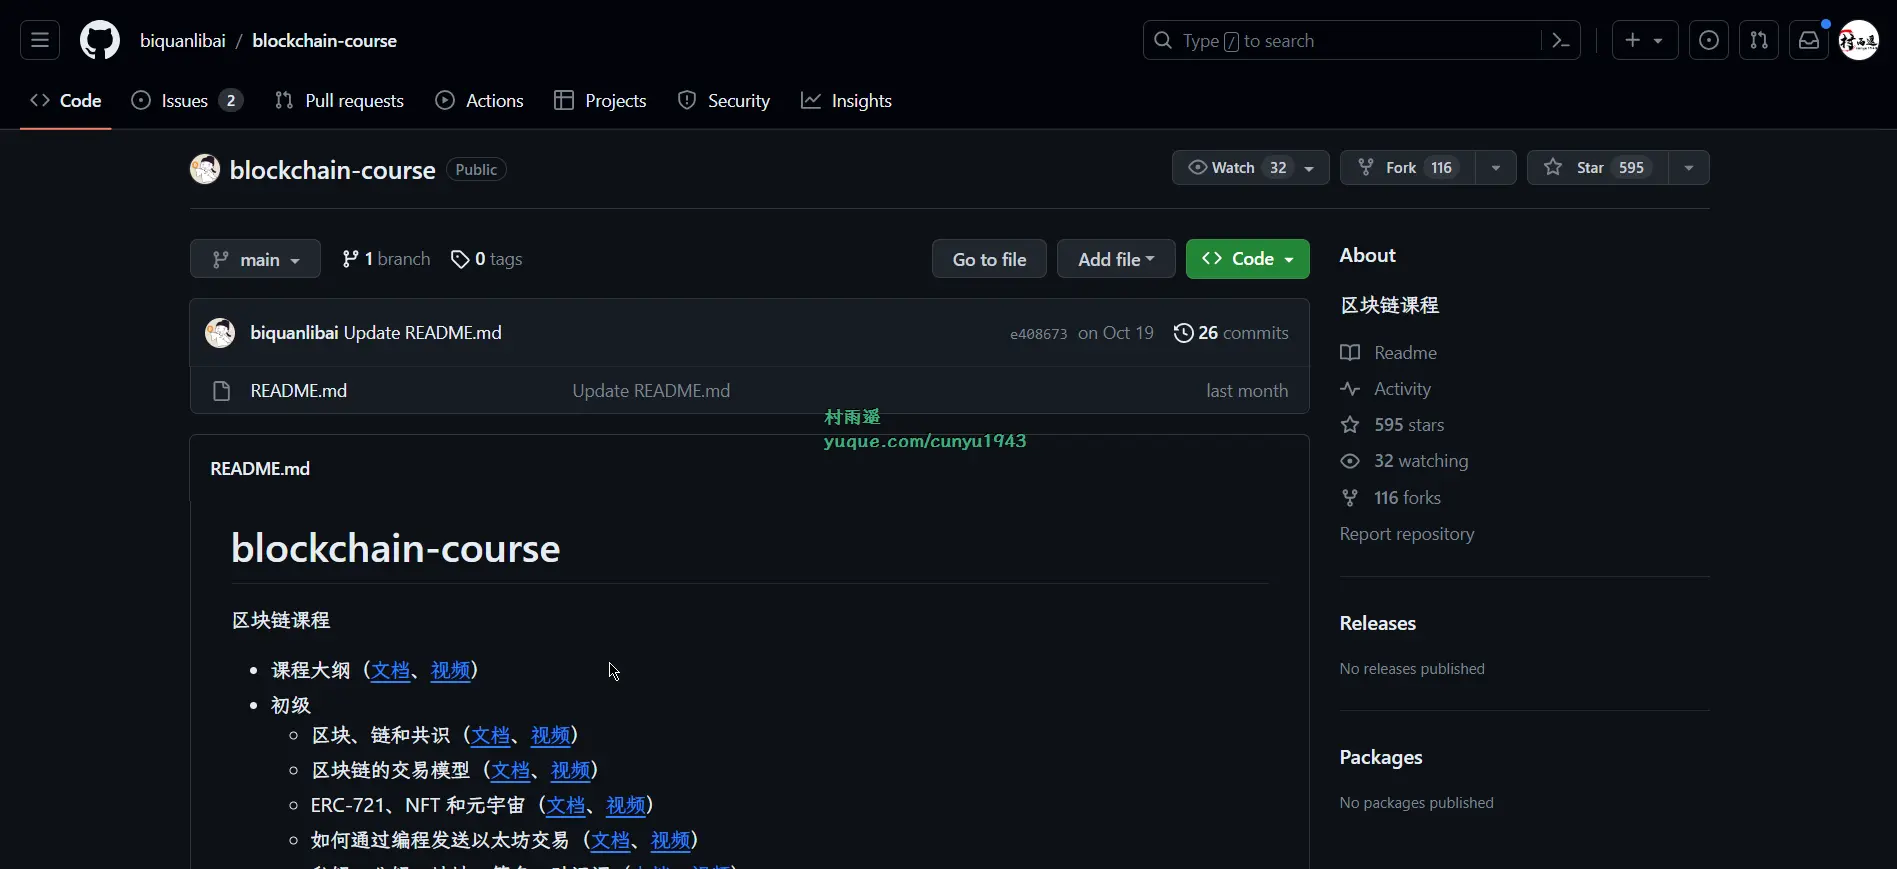 biquanlibai / blockchain-course
Type / to search
Code Issues 2 Pull requests Actions Projects Security Insights
blockchain-course Public
Watch 32 Fork 116 Star 595
main 1 branch 0 tags Go to file Add file Code
biquanlibai Update README.md e408673 on Oct 19 26 commits
README.md Update README.md last month
村雨遥
yuque.com/cunyu1943
README.md
blockchain-course
区块链课程
课程大纲（文档、视频）
初级
区块、链和共识（文档、视频）
区块链的交易模型（文档、视频）
ERC-721、NFT 和元宇宙（文档、视频）
如何通过编程发送以太坊交易（文档、视频）
About
区块链课程
Readme
Activity
595 stars
32 watching
116 forks
Report repository
Releases
No releases published
Packages
No packages published